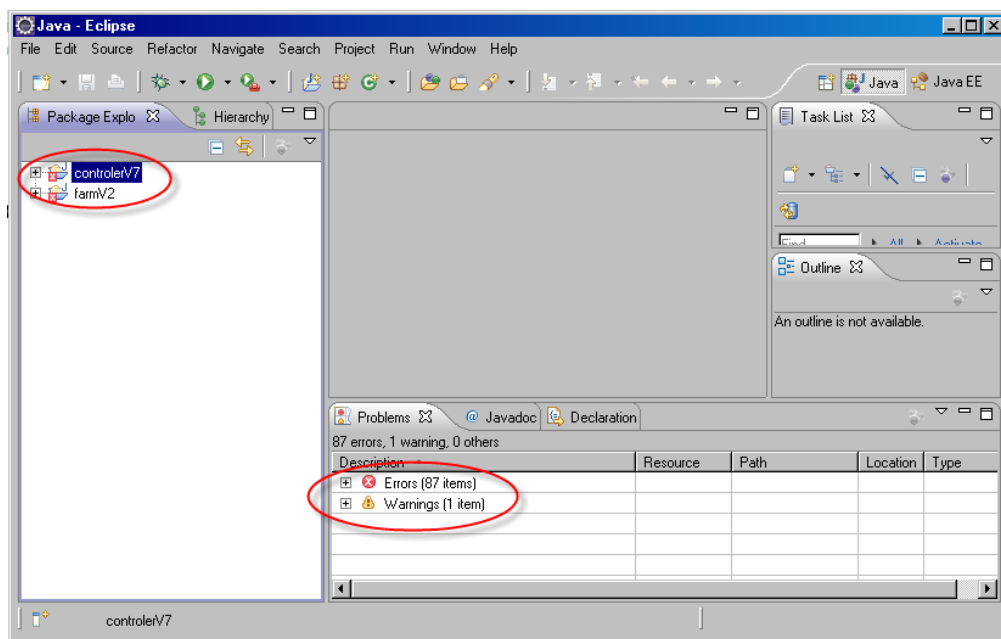 Java - Eclipse
File Edit Source Refactor Navigate Search Project Run Window Help
Java Java EE
Package Explo Hierarchy
controlerV7
farmV2
Task List
Find All Activate
Outline
An outline is not available.
Problems @ Javadoc Declaration
87 errors, 1 warning, 0 others
Description Resource Path Location Type
Errors (87 items)
Warnings (1 item)
controlerV7